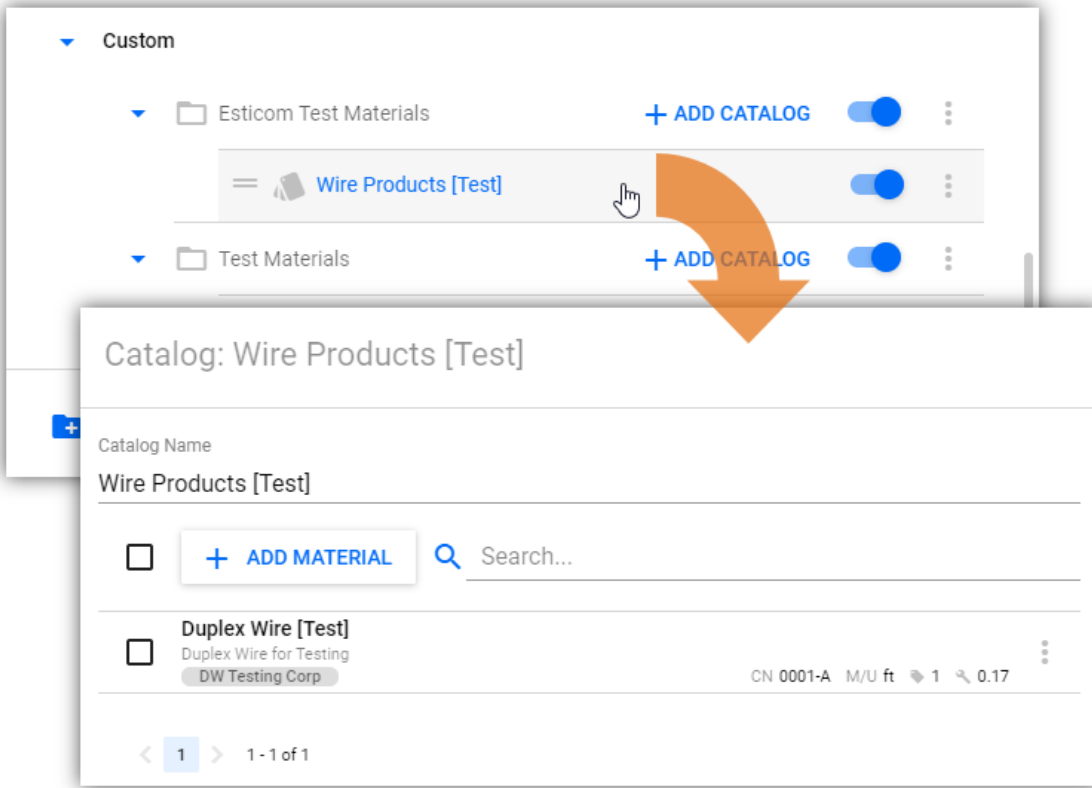 Custom
Esticom Test Materials + ADD CATALOG
Wire Products [Test]
Test Materials + ADD CATALOG
Catalog: Wire Products [Test]
Catalog Name
Wire Products [Test]
+ ADD MATERIAL Search...
Duplex Wire [Test]
Duplex Wire for Testing
DW Testing Corp CN 0001-A M/U ft 1 0.17
< 1 > 1 - 1 of 1